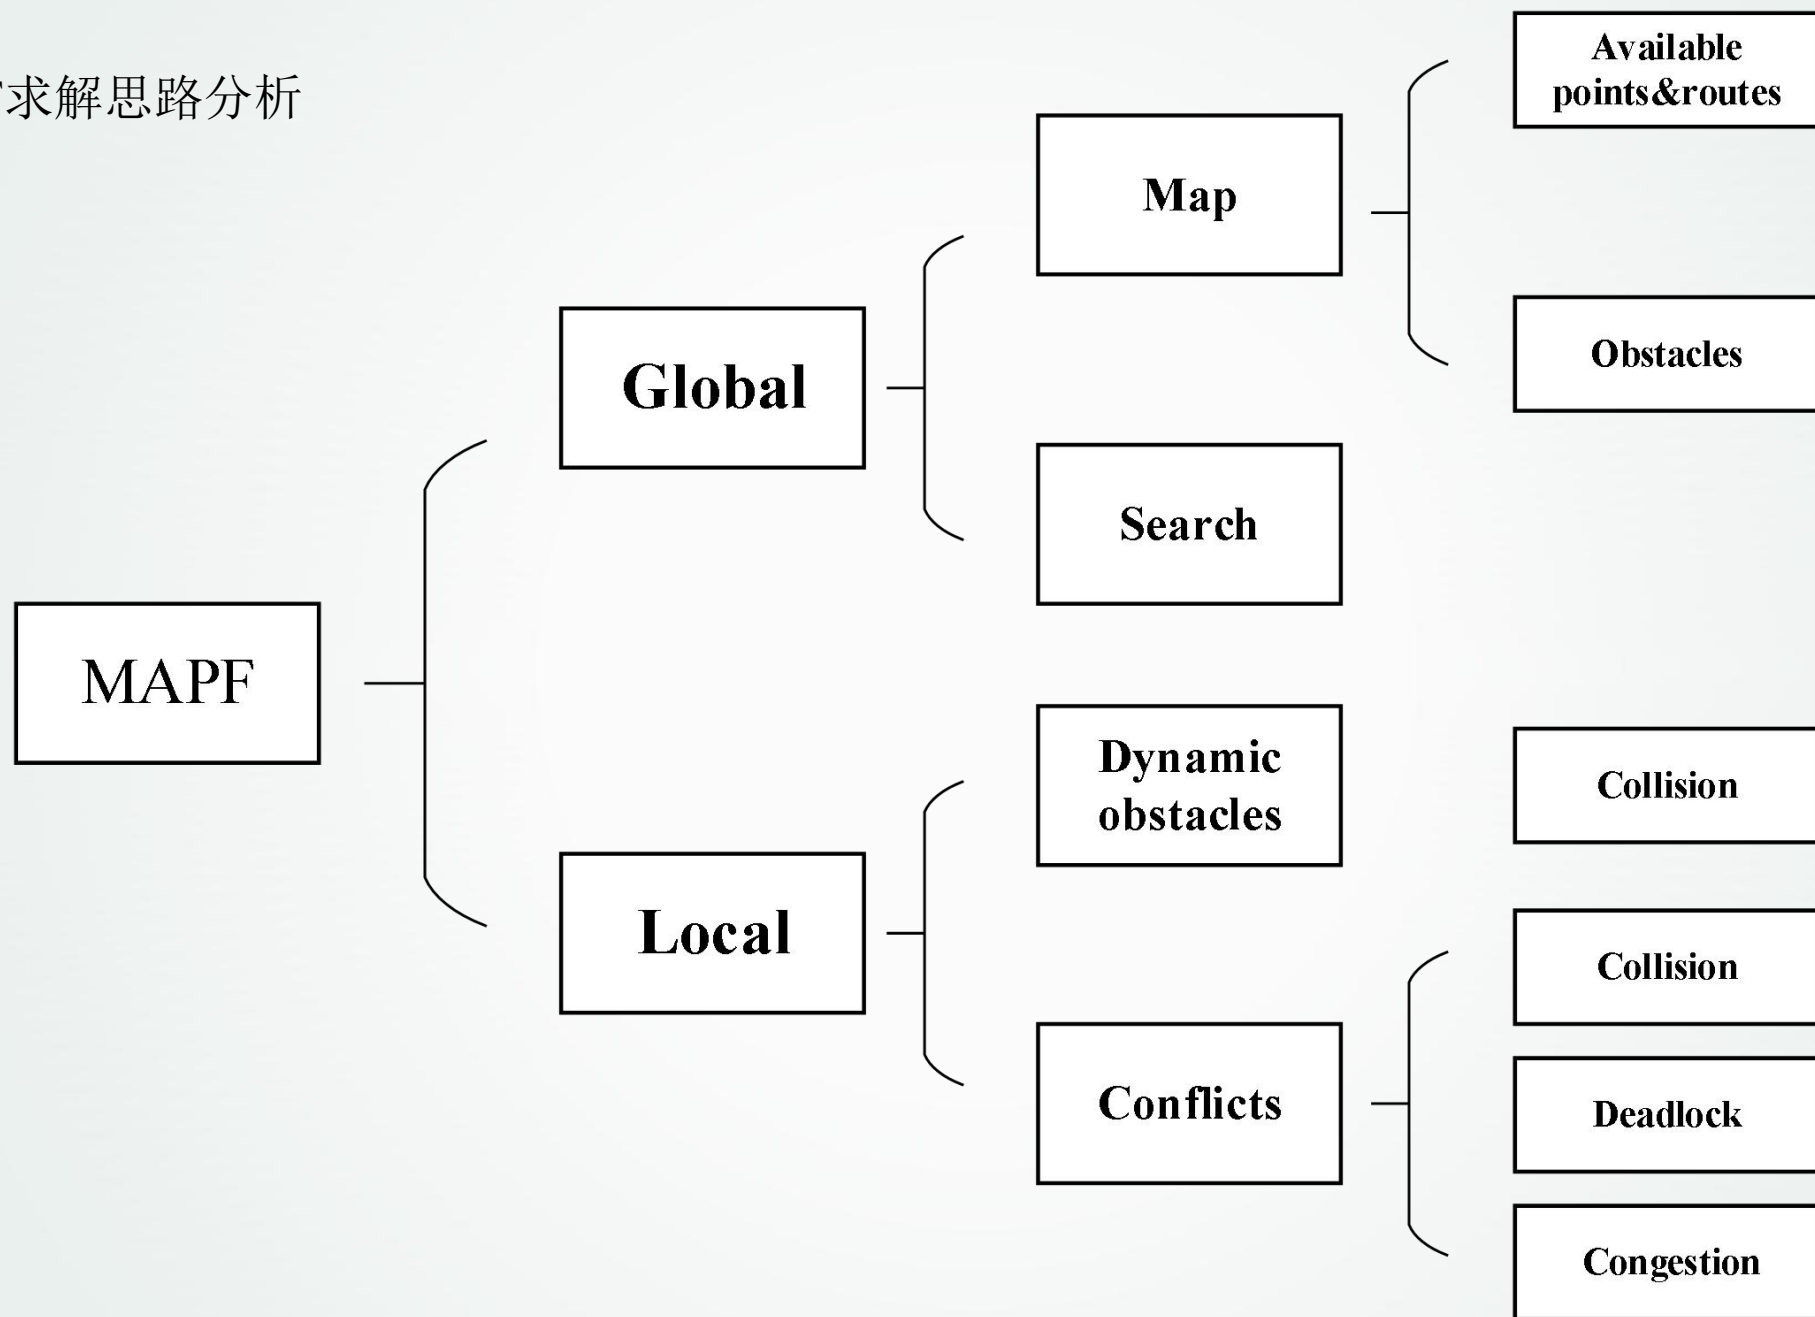 求解思路分析
Available
points&routes
Map
Obstacles
Global
Search
MAPF
Dynamic
obstacles
Collision
Local
Collision
Conflicts
Deadlock
Congestion